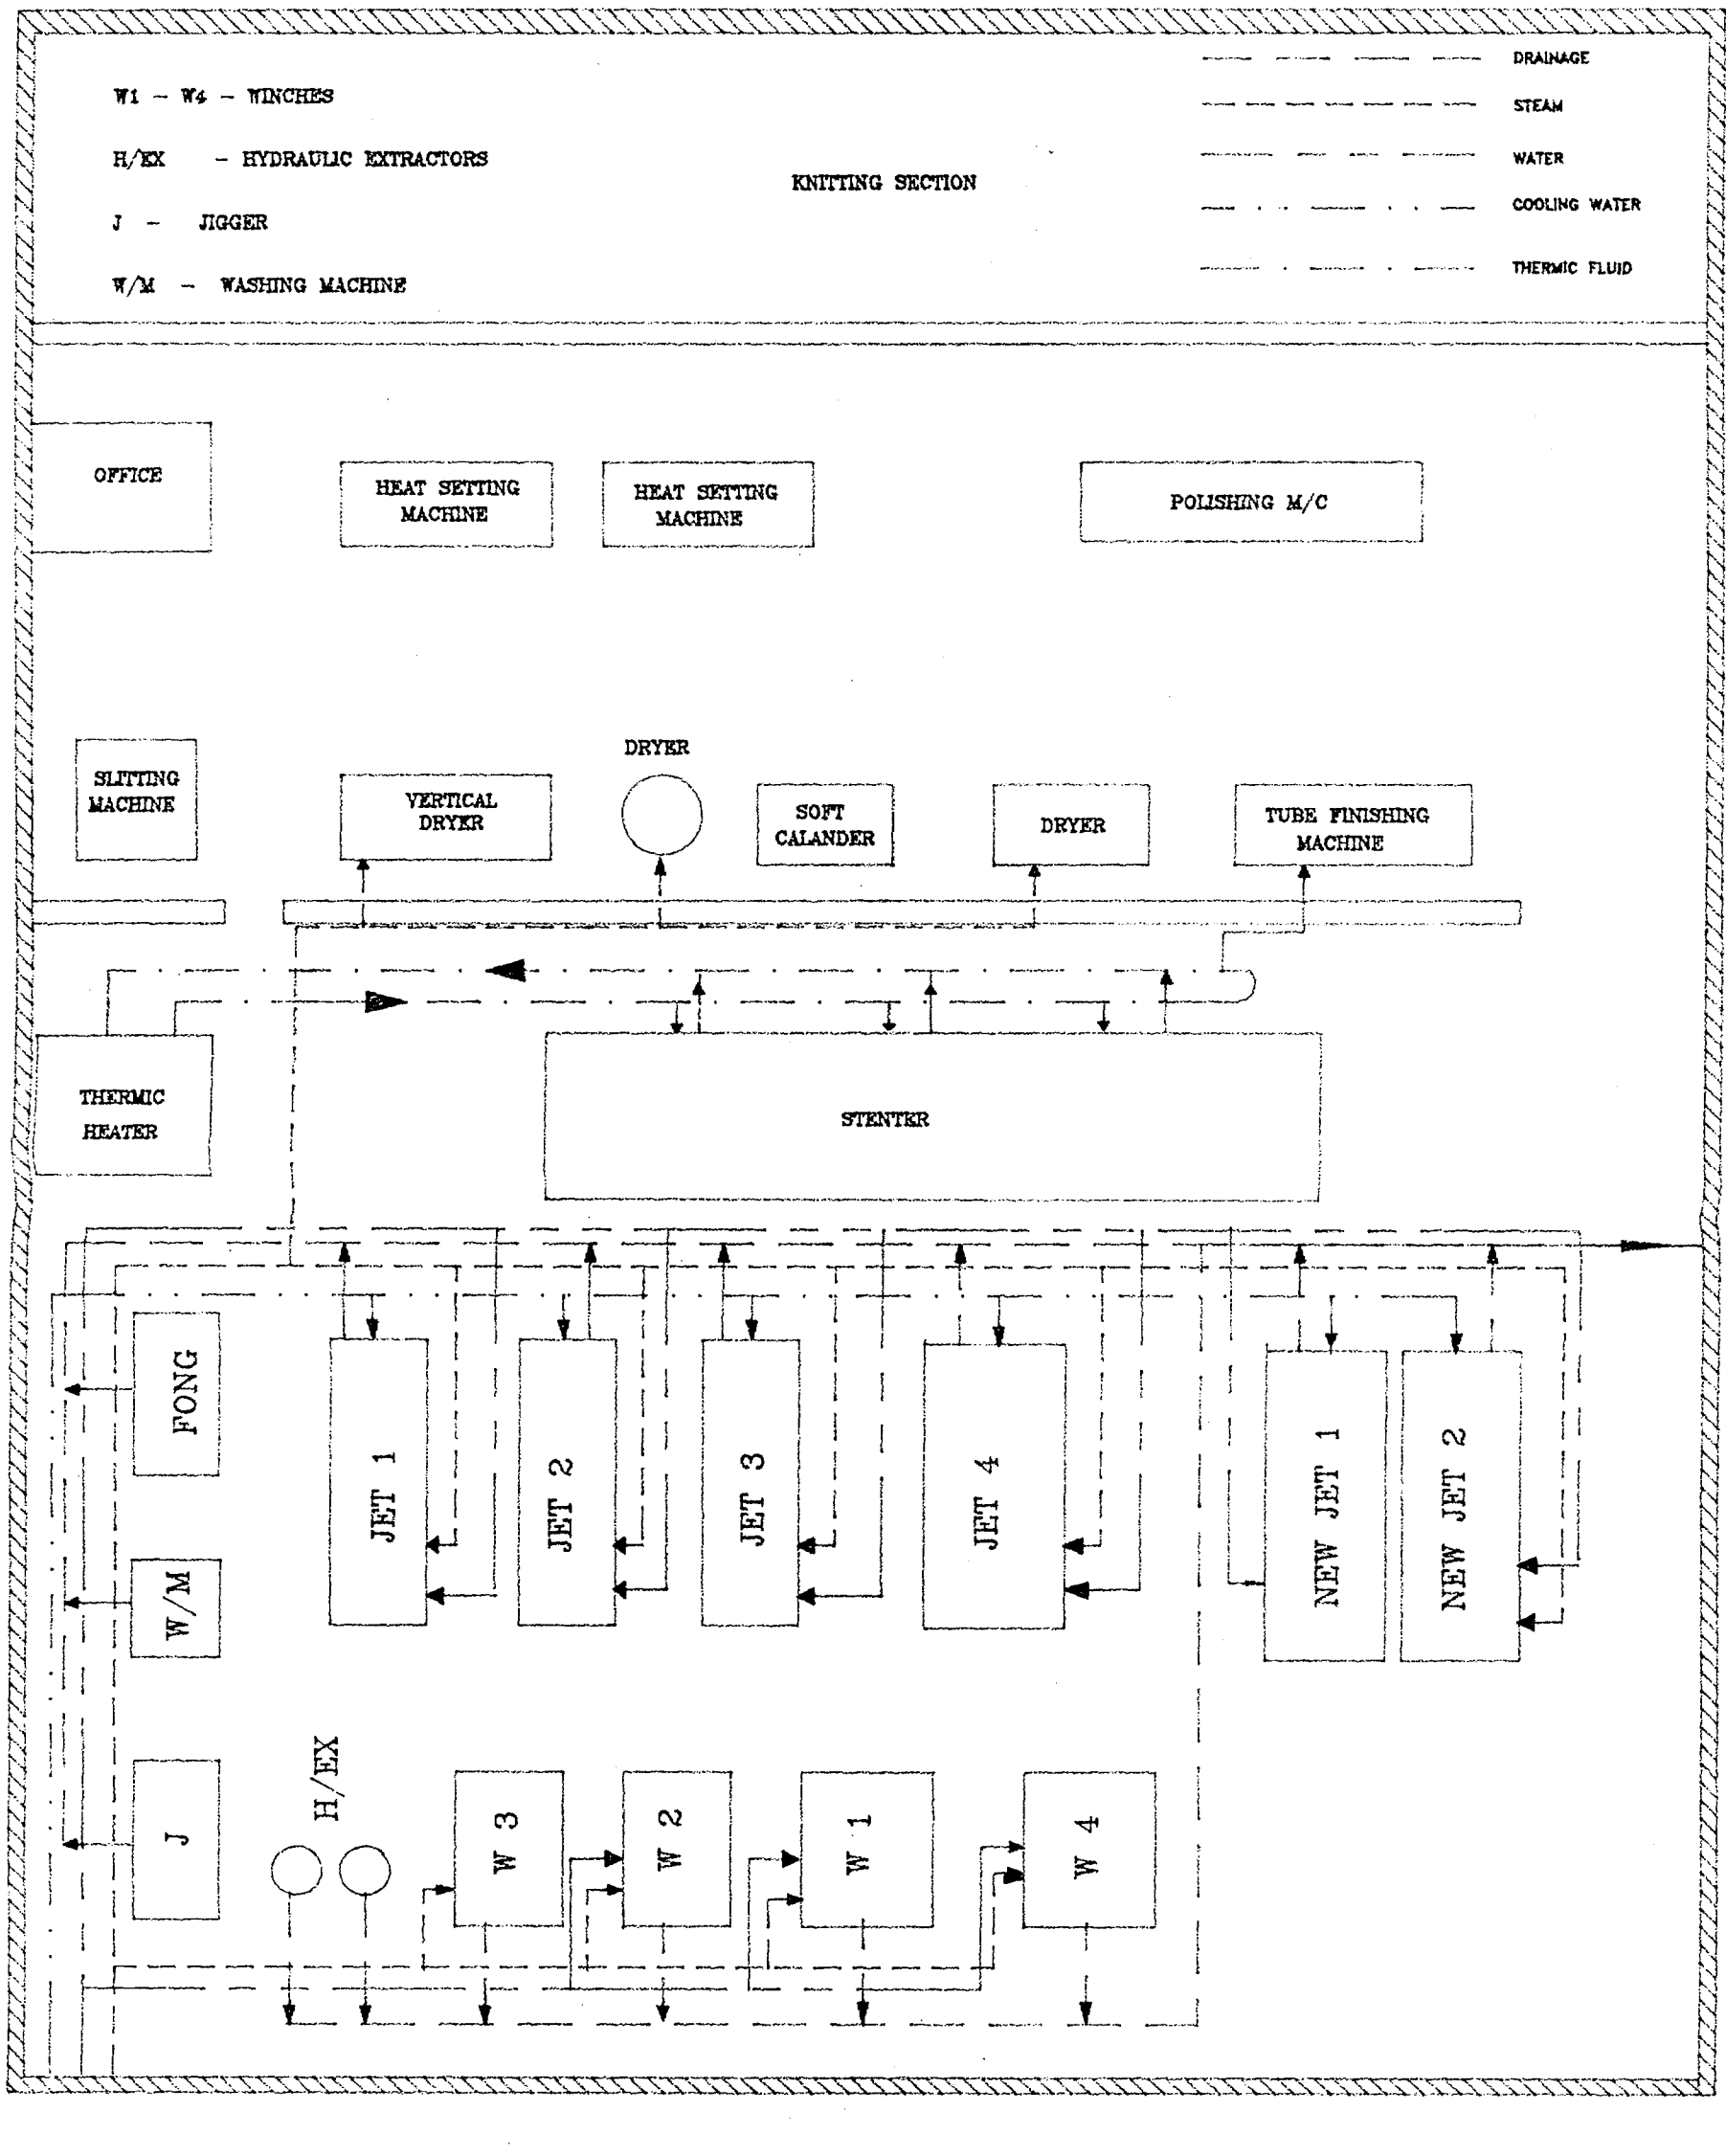 W1 - W4 - WINCHES
H/EX - HYDRAULIC EXTRACTORS
J - JIGGER
W/M - WASHING MACHINE
KNITTING SECTION
DRAINAGE
STEAM
WATER
COOLING WATER
THERMIC FLUID
OFFICE
HEAT SETTING
MACHINE
HEAT SETTING
MACHINE
POLISHING M/C
SLITTING
MACHINE
VERTICAL
DRYER
DRYER
SOFT
CALANDER
DRYER
TUBE FINISHING
MACHINE
THERMIC
HEATER
STENTER
FONG
W/M
J
JET 1
JET 2
JET 3
JET 4
NEW JET 1
NEW JET 2
H/EX
W 3
W 2
W 1
W 4